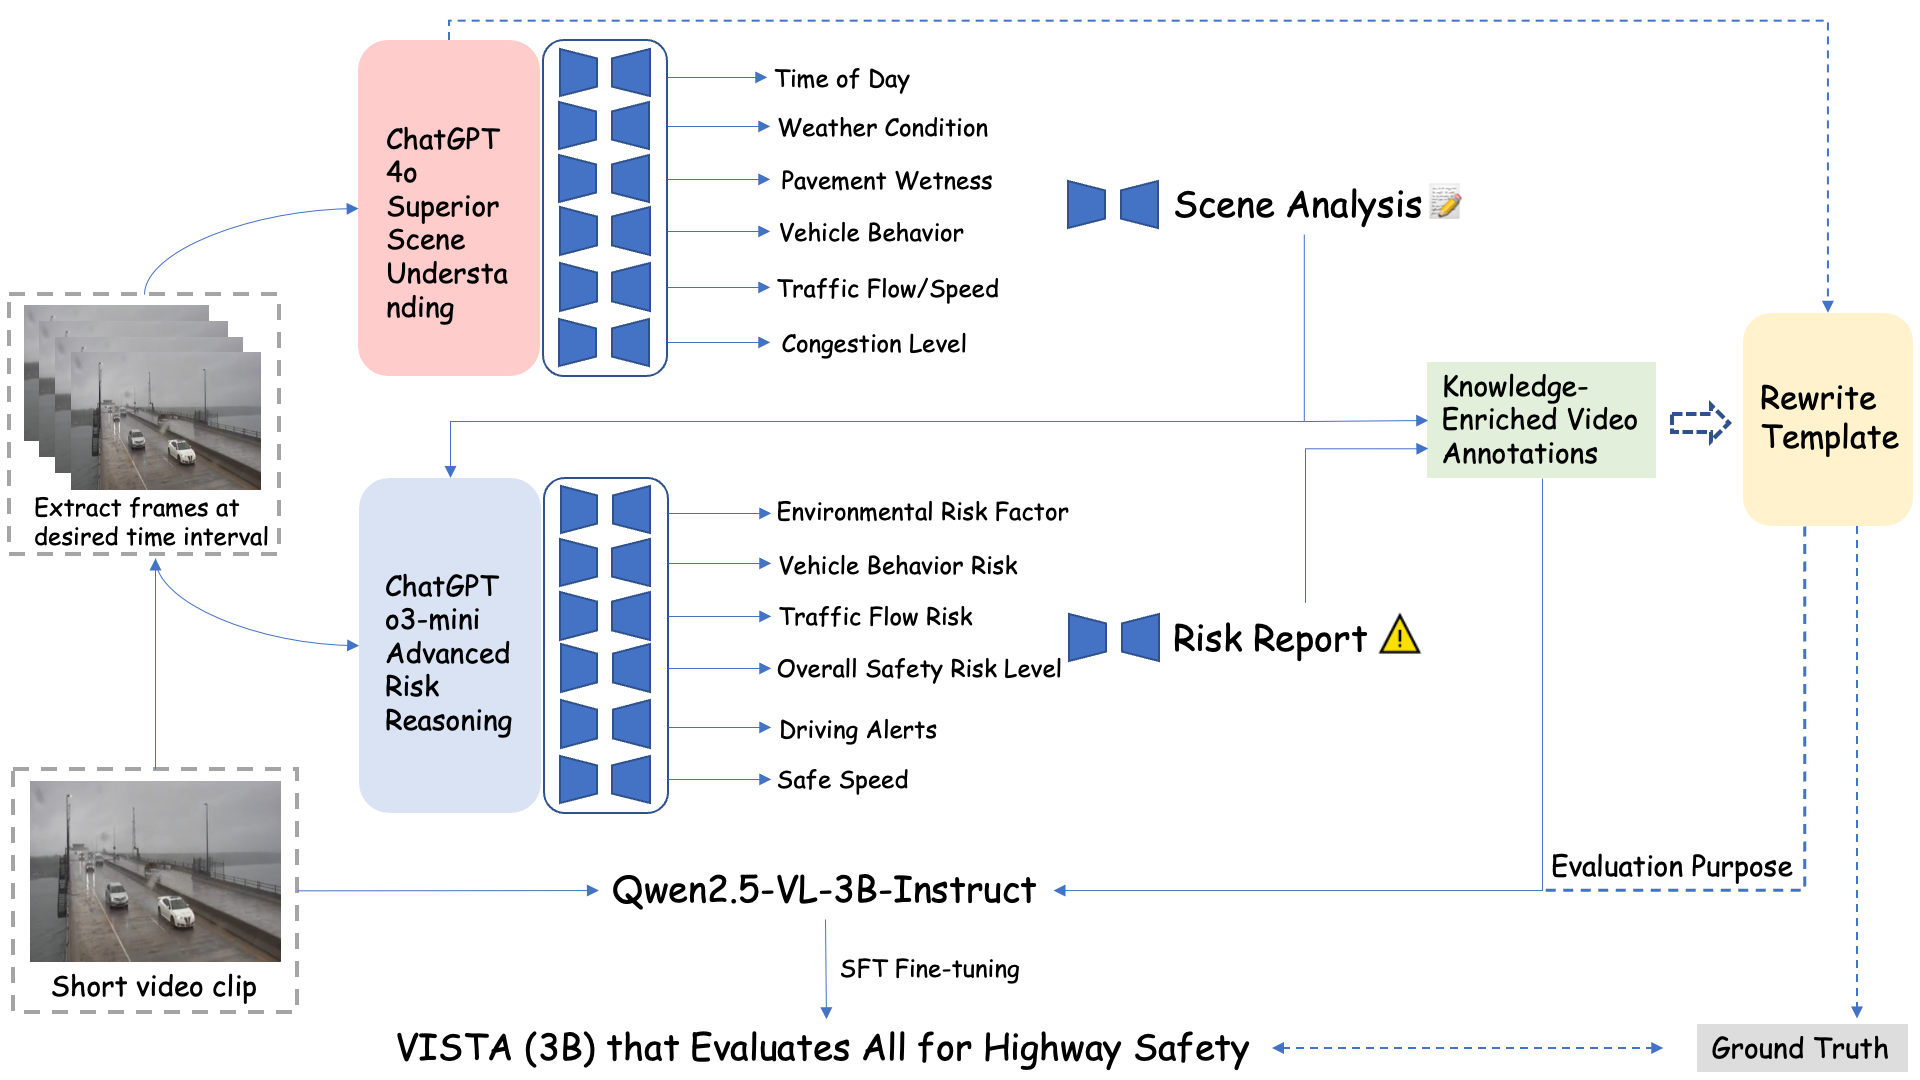 ChatGPT
4o
Superior
Scene
Understa
nding
Time of Day
Weather Condition
Pavement Wetness
Vehicle Behavior
Traffic Flow/Speed
Congestion Level
Scene Analysis
Extract frames at
desired time interval
Knowledge-
Enriched Video
Annotations
Rewrite
Template
ChatGPT
o3-mini
Advanced
Risk
Reasoning
Environmental Risk Factor
Vehicle Behavior Risk
Traffic Flow Risk
Overall Safety Risk Level
Driving Alerts
Safe Speed
Risk Report
Short video clip
Qwen2.5-VL-3B-Instruct
Evaluation Purpose
SFT Fine-tuning
VISTA (3B) that Evaluates All for Highway Safety
Ground Truth